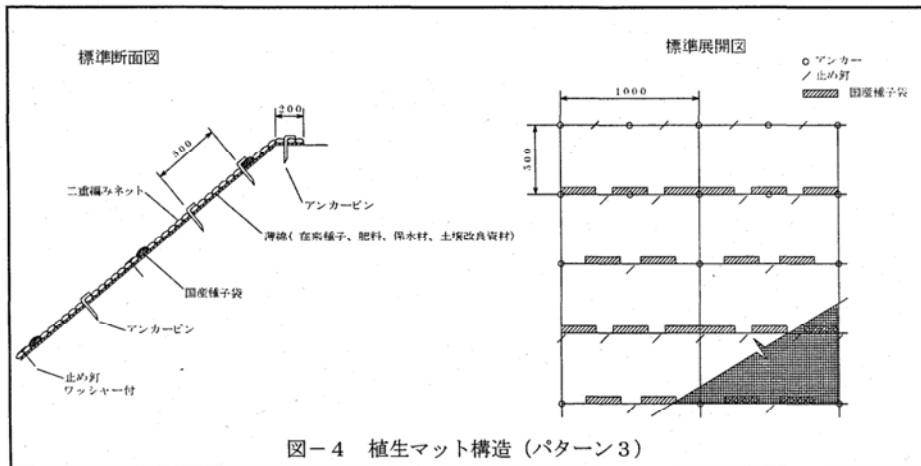 標準断面図
標準展開図
アンカー
止め釘
国産種子袋
1000
200
500
500
二重編みネット
アンカーピン
薄綿(在来種子、肥料、保水材、土壌改良資材)
国産種子袋
アンカーピン
止め釘
ワッシャー付
図-4 植生マット構造(パターン3)